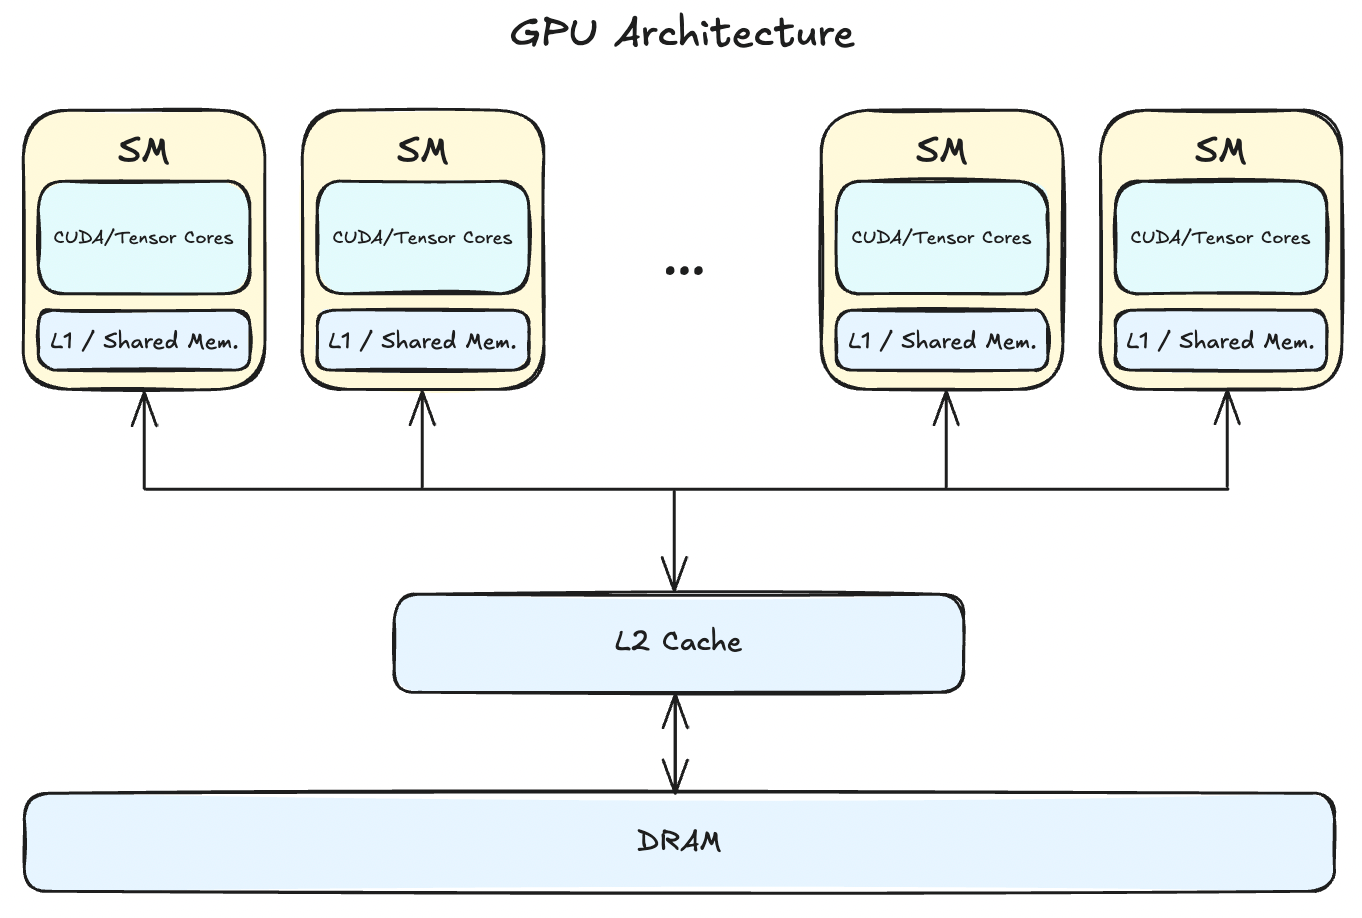 GPU Architecture
SM
SM
SM
SM
CUDA/Tensor Cores
CUDA/Tensor Cores
...
CUDA/Tensor Cores
CUDA/Tensor Cores
L1 / Shared Mem.
L1 / Shared Mem.
L1 / Shared Mem.
L1 / Shared Mem.
L2 Cache
DRAM